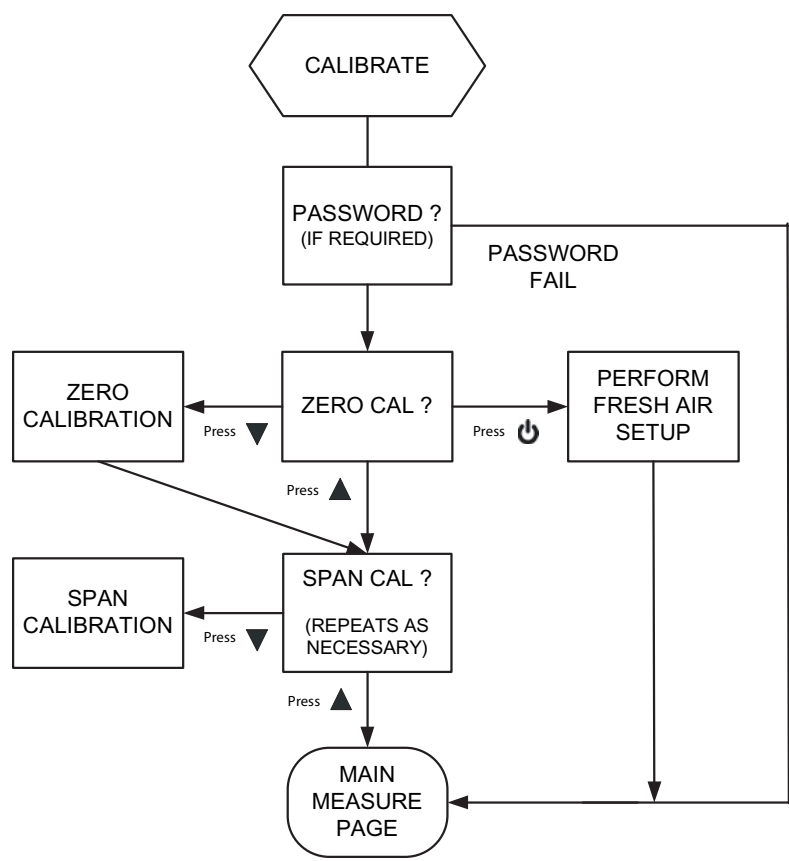 CALIBRATE
PASSWORD ?
(IF REQUIRED)
PASSWORD
FAIL
ZERO
CALIBRATION
Press
ZERO CAL ?
Press
PERFORM
FRESH AIR
SETUP
Press
SPAN
CALIBRATION
Press
SPAN CAL ?
(REPEATS AS
NECESSARY)
Press
MAIN
MEASURE
PAGE